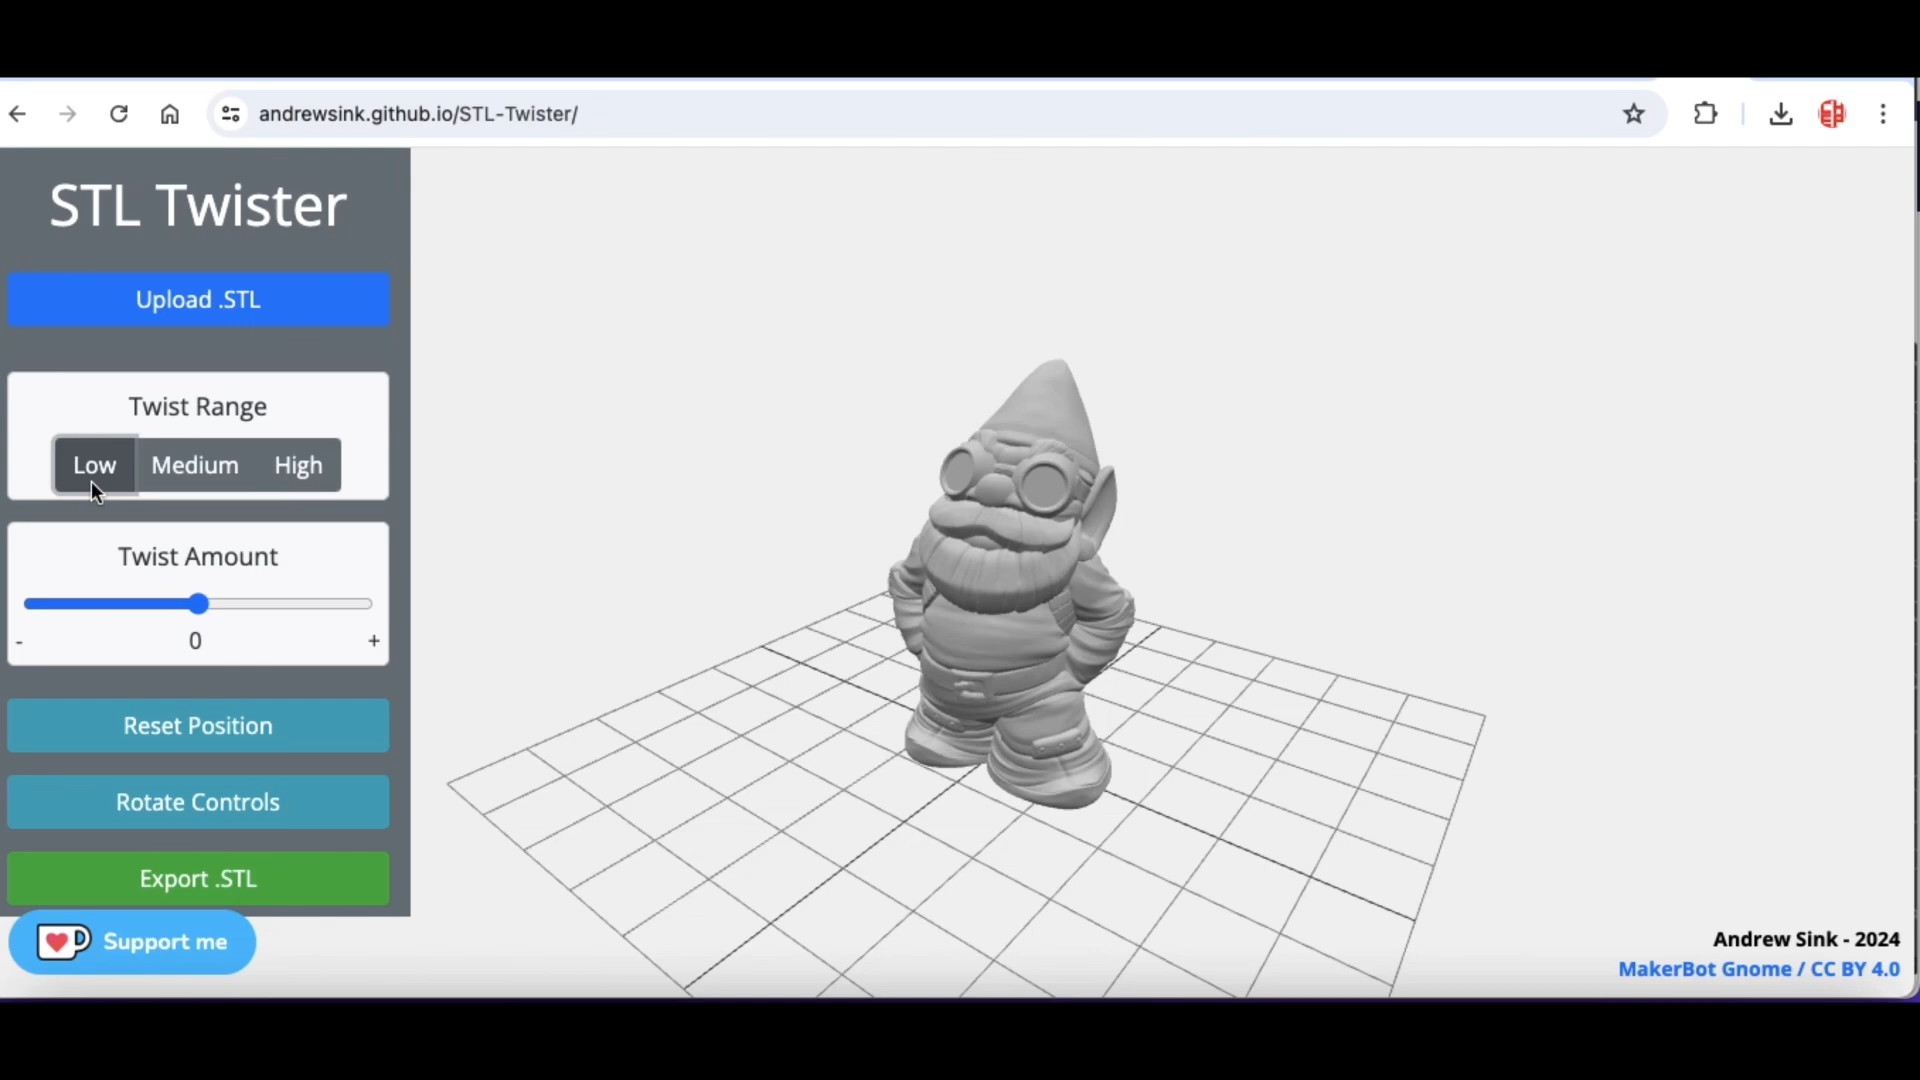 andrewsink.github.io/STL-Twister/
STL Twister
Upload .STL
Twist Range
Low Medium High
Twist Amount
- 0 +
Reset Position
Rotate Controls
Export .STL
Support me
Andrew Sink - 2024
MakerBot Gnome / CC BY 4.0